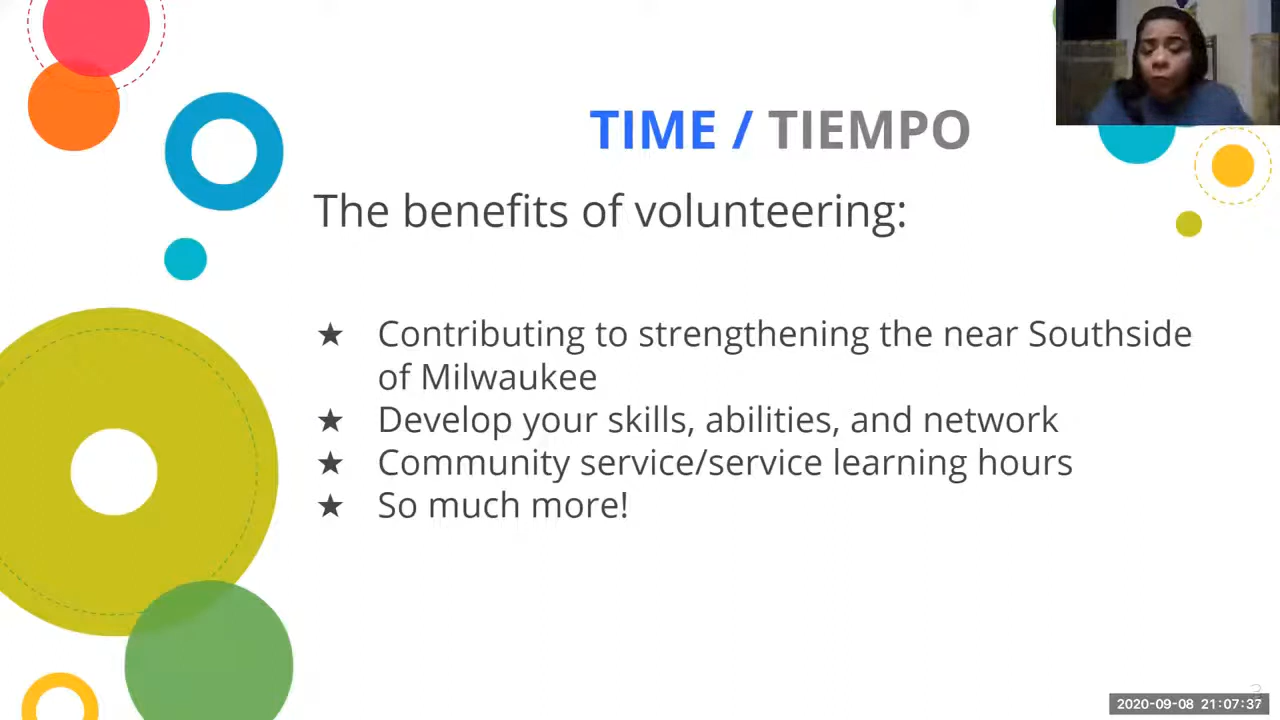 TIME / TIEMPO
The benefits of volunteering:
★ Contributing to strengthening the near Southside
of Milwaukee
★ Develop your skills, abilities, and network
★ Community service/service learning hours
★ So much more!
3
2020-09-08 21:07:37